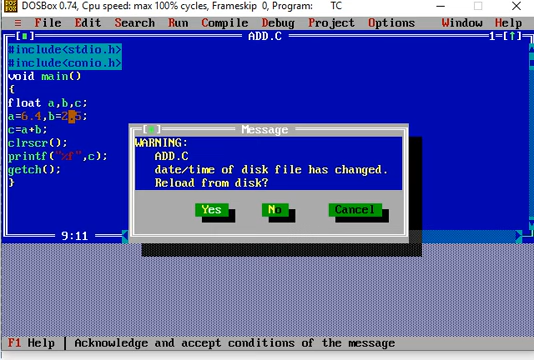 DOSBox 0.74, Cpu speed: max 100% cycles, Frameskip 0, Program: TC
≡ File Edit Search Run Compile Debug Project Options Window Help
[■] ADD.C 1=[↑]
#include<stdio.h>
#include<conio.h>
void main()
{
float a,b,c;
a=6.4,b=2.5;
c=a+b;
clrscr();
printf("%f",c);
getch();
}
[■] Message
WARNING:
ADD.C
date/time of disk file has changed.
Reload from disk?
Yes No Cancel
9:11
F1 Help | Acknowledge and accept conditions of the message